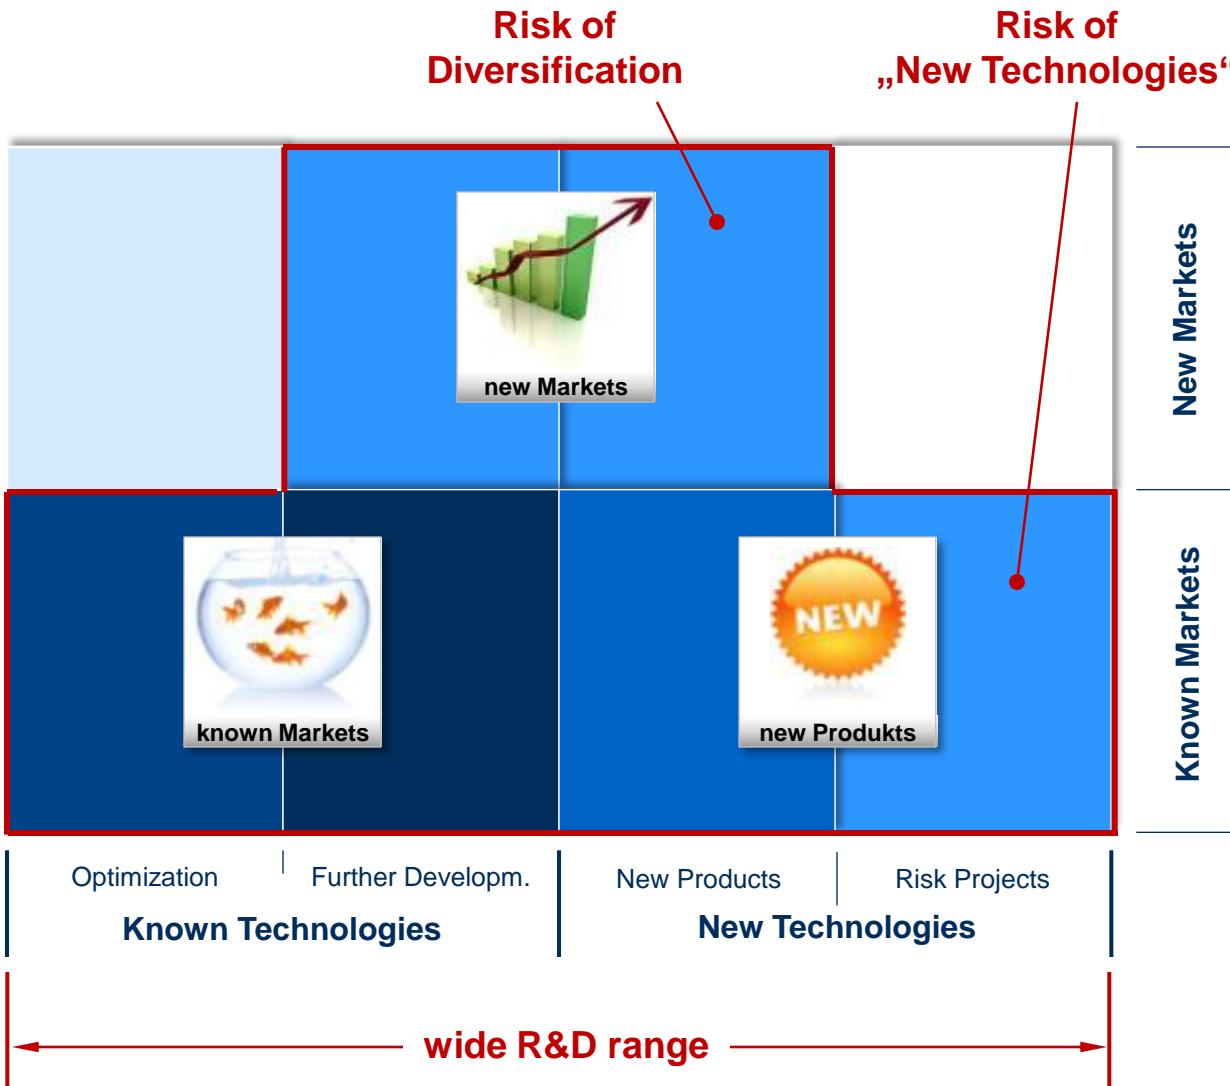 Risk of
Diversification
Risk of
„New Technologies“
new Markets
New Markets
NEW
known Markets
new Produkts
Known Markets
Optimization
Further Developm.
New Products
Risk Projects
Known Technologies
New Technologies
wide R&D range